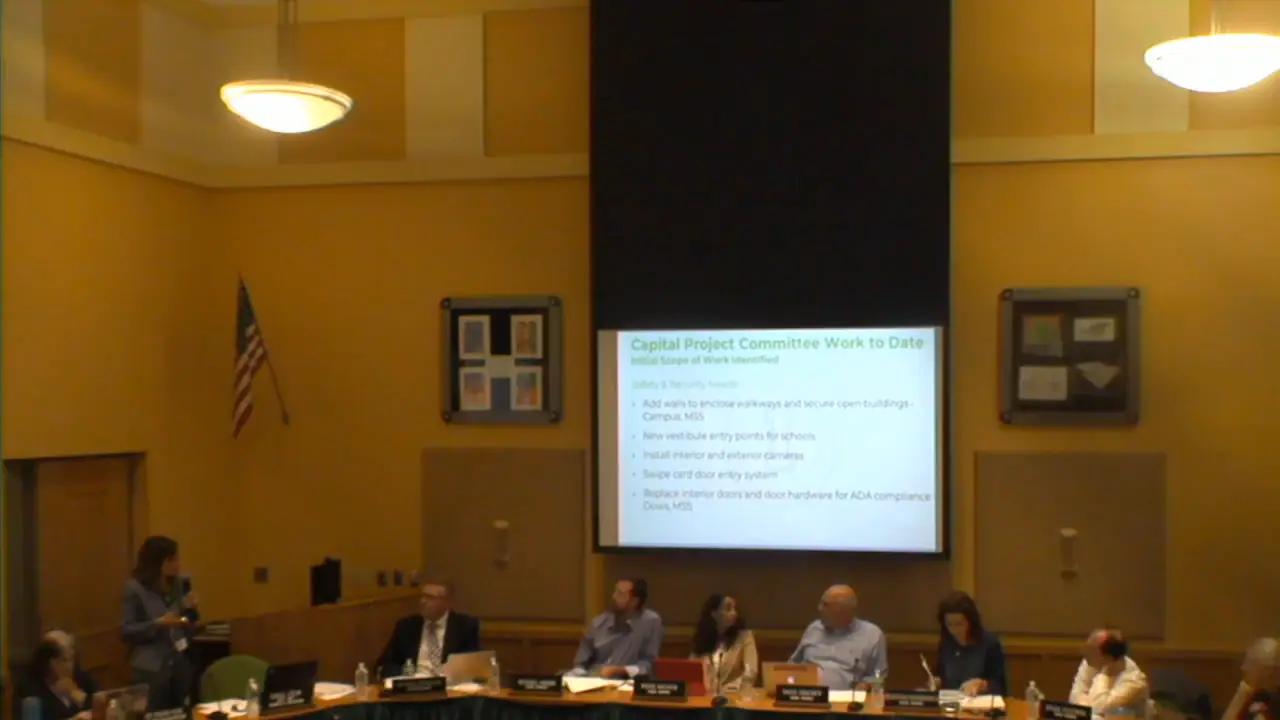 Capital Project Committee Work to Date
Initial Scope of Work Identified
Safety & Security Needs
• Add walls to enclose walkways and secure open buildings -
Campus, MSS
• New vestibule entry points for schools
• Install interior and exterior cameras
• Swipe card door entry system
• Replace interior doors and door hardware for ADA compliance
Dows, MSS